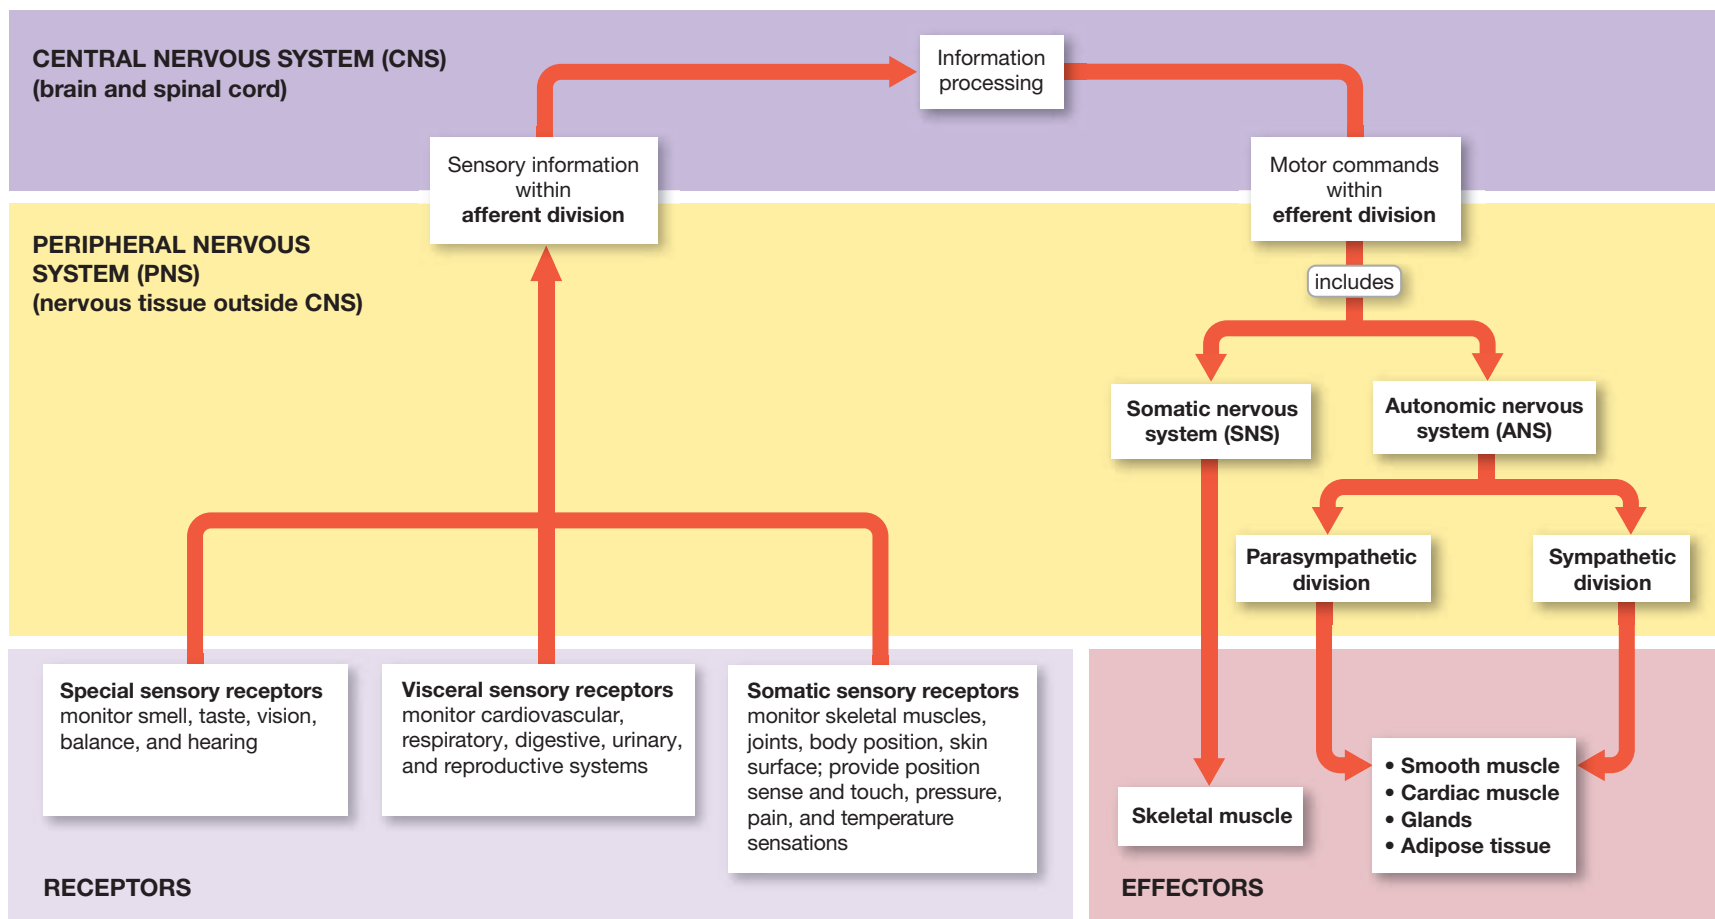 CENTRAL NERVOUS SYSTEM (CNS)
(brain and spinal cord)
Information
processing
Sensory information
within
afferent division
Motor commands
within
efferent division
PERIPHERAL NERVOUS
SYSTEM (PNS)
(nervous tissue outside CNS)
includes
Somatic nervous
system (SNS)
Autonomic nervous
system (ANS)
Parasympathetic
division
Sympathetic
division
Special sensory receptors
monitor smell, taste, vision,
balance, and hearing
Visceral sensory receptors
monitor cardiovascular,
respiratory, digestive, urinary,
and reproductive systems
Somatic sensory receptors
monitor skeletal muscles,
joints, body position, skin
surface; provide position
sense and touch, pressure,
pain, and temperature
sensations
Skeletal muscle
• Smooth muscle
• Cardiac muscle
• Glands
• Adipose tissue
RECEPTORS
EFFECTORS